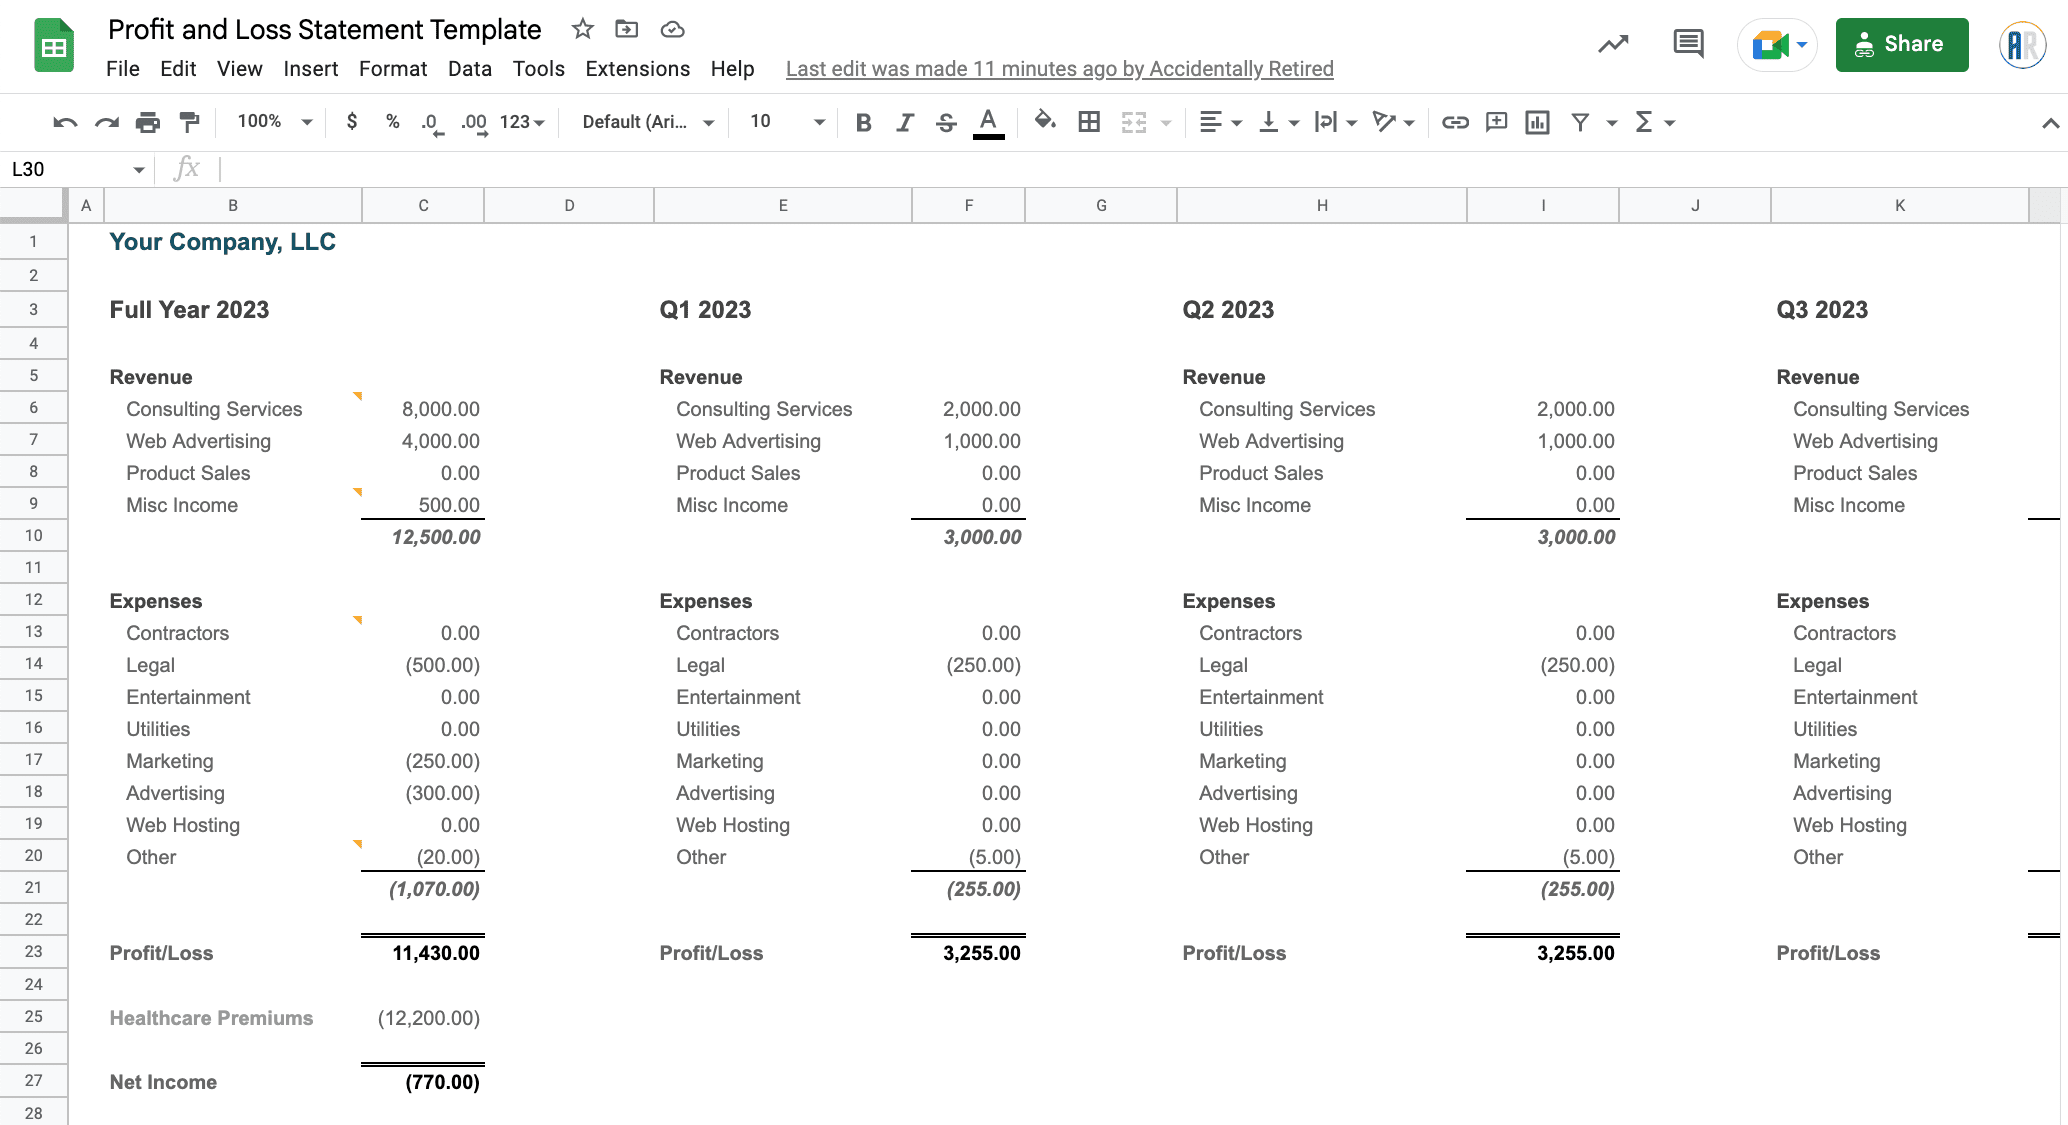 Profit and Loss Statement Template
File Edit View Insert Format Data Tools Extensions Help Last edit was made 11 minutes ago by Accidentally Retired
Share
AR
100% $ % .0 .00 123 Default (Ari... 10 B I S A
L30 fx
A B C D E F G H I J K
1 Your Company, LLC
2
3 Full Year 2023 Q1 2023 Q2 2023 Q3 2023
4
5 Revenue Revenue Revenue Revenue
6 Consulting Services 8,000.00 Consulting Services 2,000.00 Consulting Services 2,000.00 Consulting Services
7 Web Advertising 4,000.00 Web Advertising 1,000.00 Web Advertising 1,000.00 Web Advertising
8 Product Sales 0.00 Product Sales 0.00 Product Sales 0.00 Product Sales
9 Misc Income 500.00 Misc Income 0.00 Misc Income 0.00 Misc Income
10 12,500.00 3,000.00 3,000.00
11
12 Expenses Expenses Expenses Expenses
13 Contractors 0.00 Contractors 0.00 Contractors 0.00 Contractors
14 Legal (500.00) Legal (250.00) Legal (250.00) Legal
15 Entertainment 0.00 Entertainment 0.00 Entertainment 0.00 Entertainment
16 Utilities 0.00 Utilities 0.00 Utilities 0.00 Utilities
17 Marketing (250.00) Marketing 0.00 Marketing 0.00 Marketing
18 Advertising (300.00) Advertising 0.00 Advertising 0.00 Advertising
19 Web Hosting 0.00 Web Hosting 0.00 Web Hosting 0.00 Web Hosting
20 Other (20.00) Other (5.00) Other (5.00) Other
21 (1,070.00) (255.00) (255.00)
22
23 Profit/Loss 11,430.00 Profit/Loss 3,255.00 Profit/Loss 3,255.00 Profit/Loss
24
25 Healthcare Premiums (12,200.00)
26
27 Net Income (770.00)
28